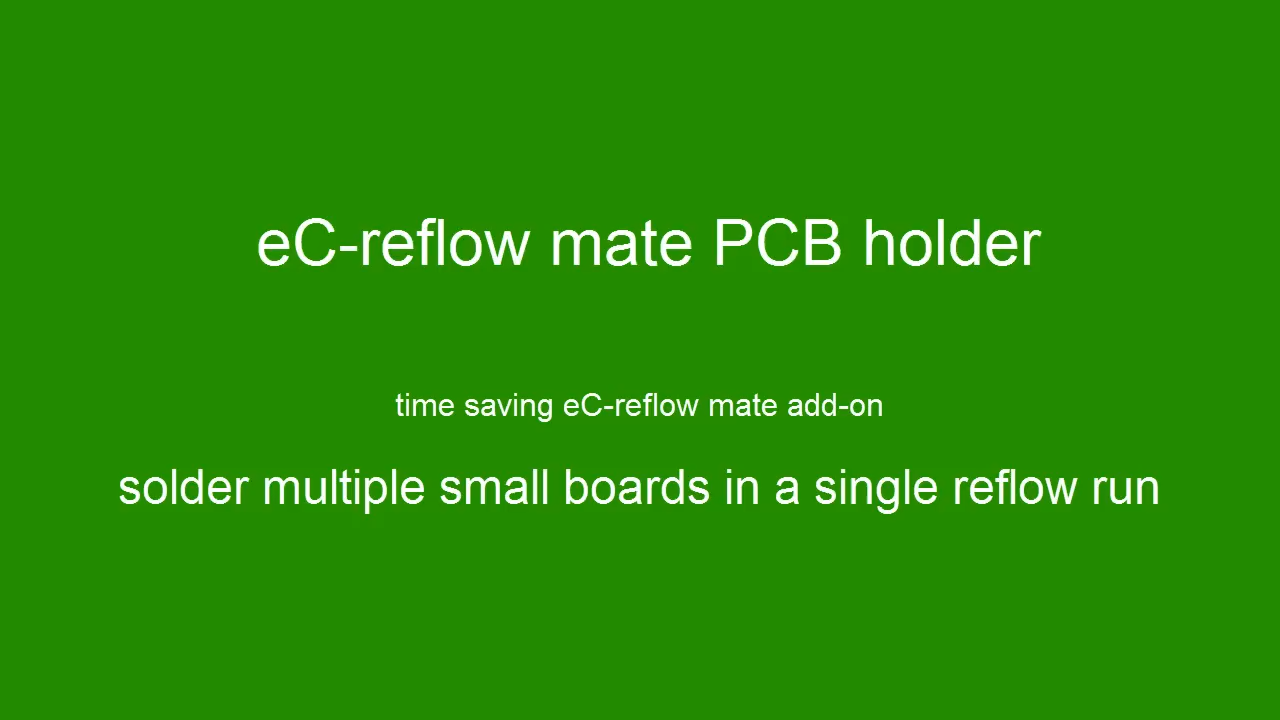 eC-reflow mate PCB holder
time saving eC-reflow mate add-on
solder multiple small boards in a single reflow run